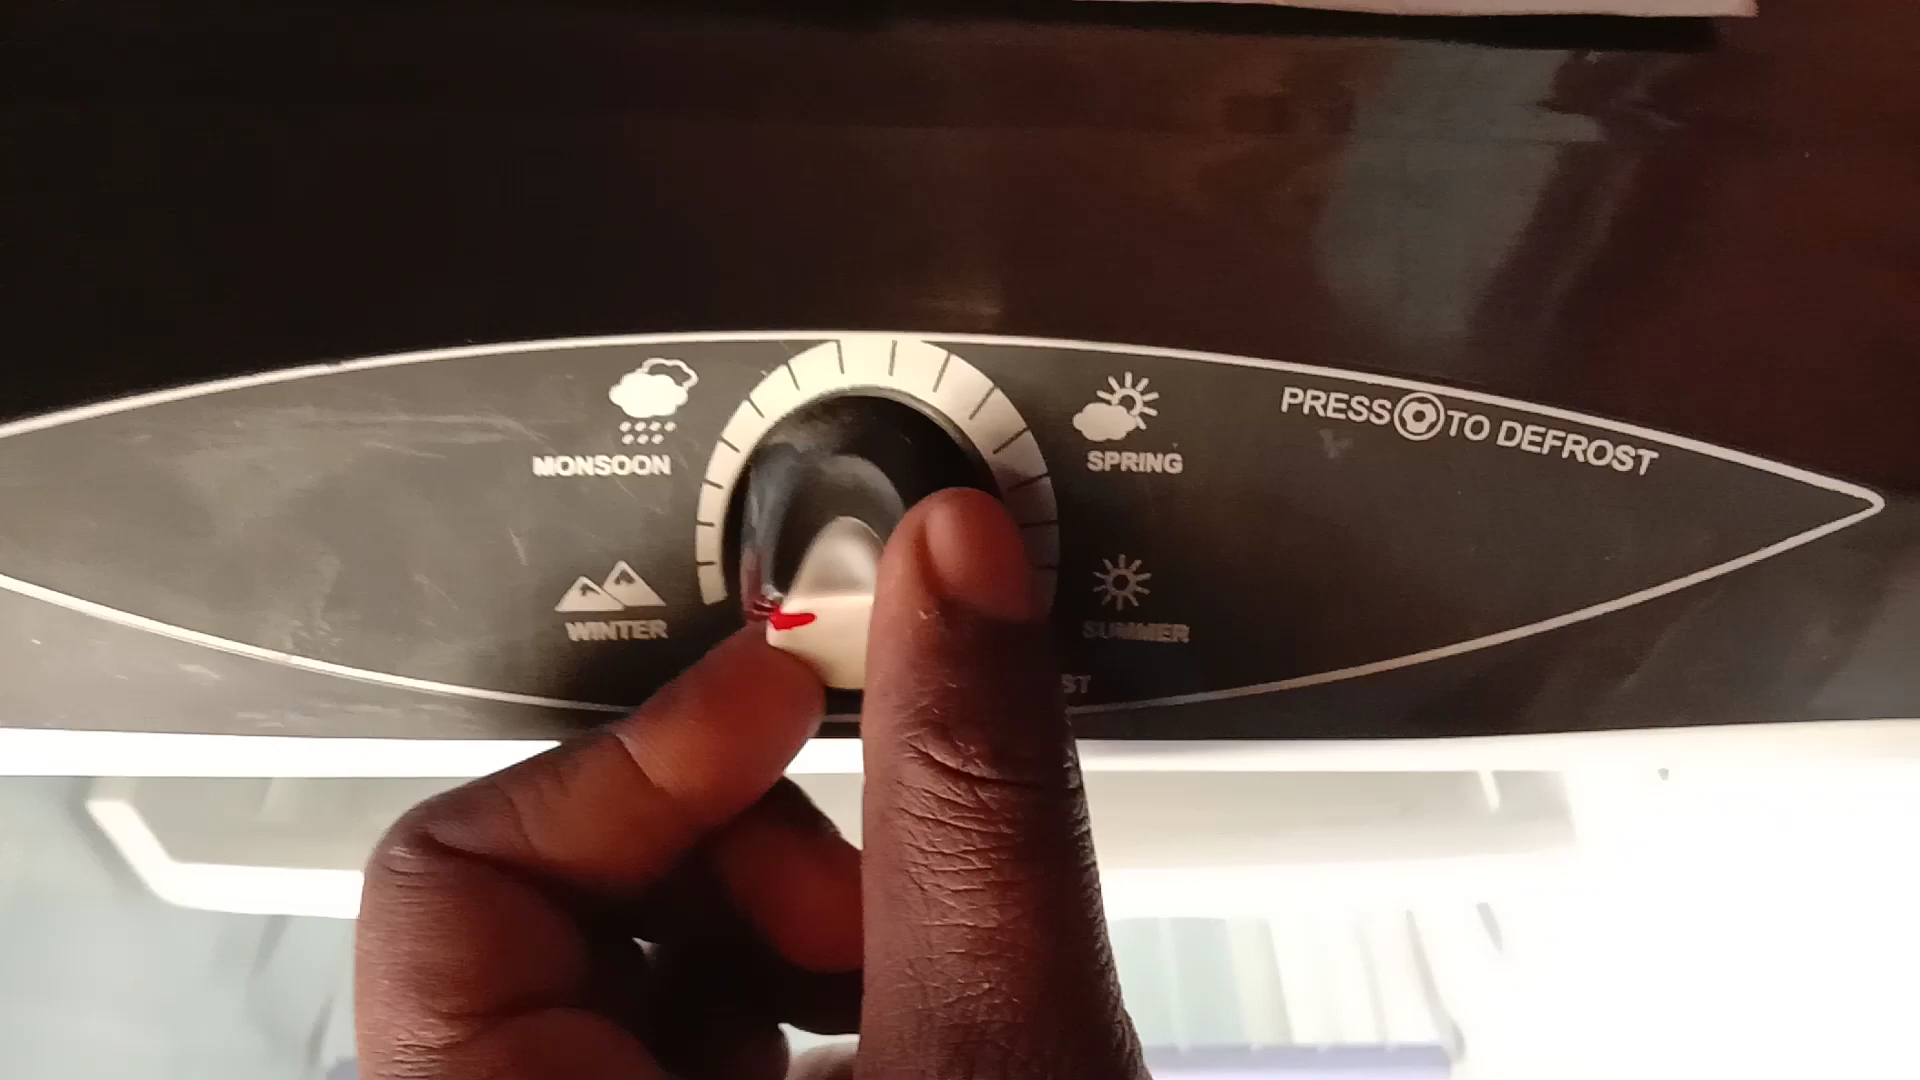 MONSOON
SPRING
PRESS TO DEFROST
WINTER
SUMMER